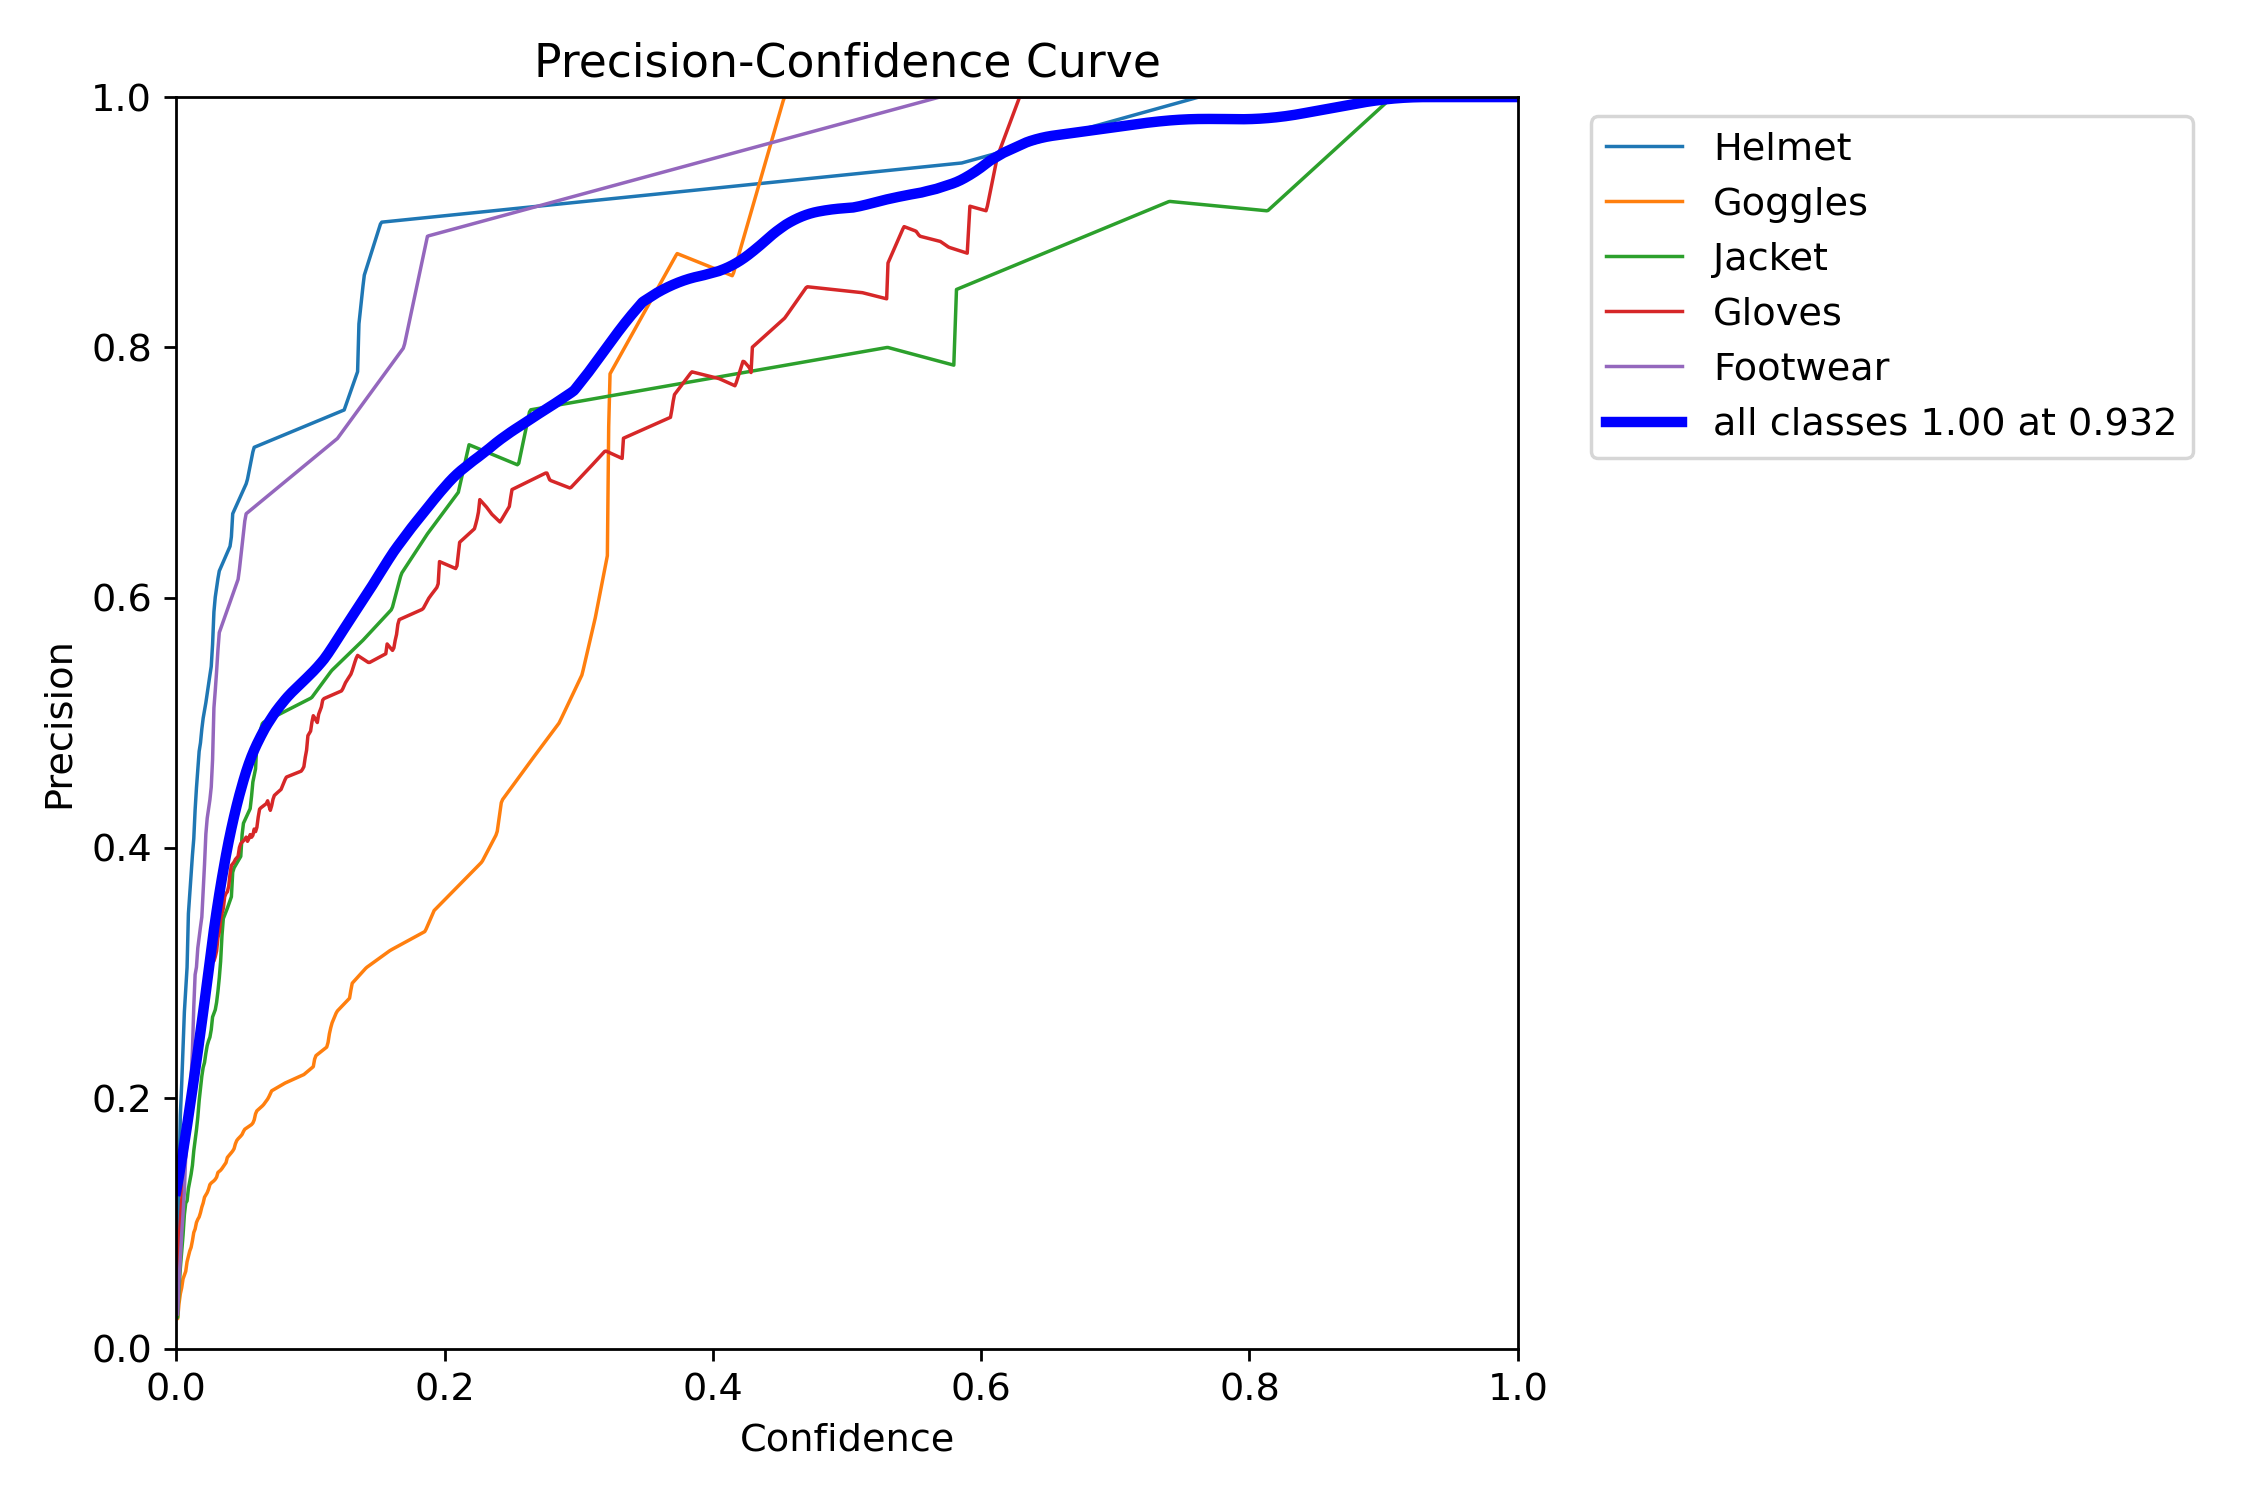 Precision-Confidence Curve
1.0
0.8
0.6
0.4
0.2
0.0
Precision
0.0 0.2 0.4 0.6 0.8 1.0
Confidence
Helmet
Goggles
Jacket
Gloves
Footwear
all classes 1.00 at 0.932